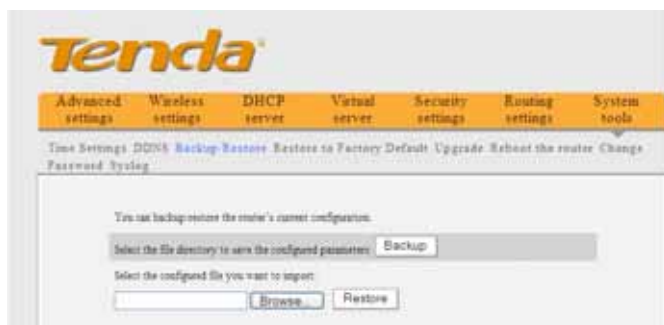 Tenda
Advanced settings Wireless settings DHCP server Virtual server Security settings Routing settings System tools
Time Settings DDNS Backup/Restore Restore to Factory Default Upgrade Reboot the router Change
Password Syslog
You can backup/restore the router's current configuration.
Select the file directory to save the configured parameters: Backup
Select the configured file you want to import:
Browse... Restore